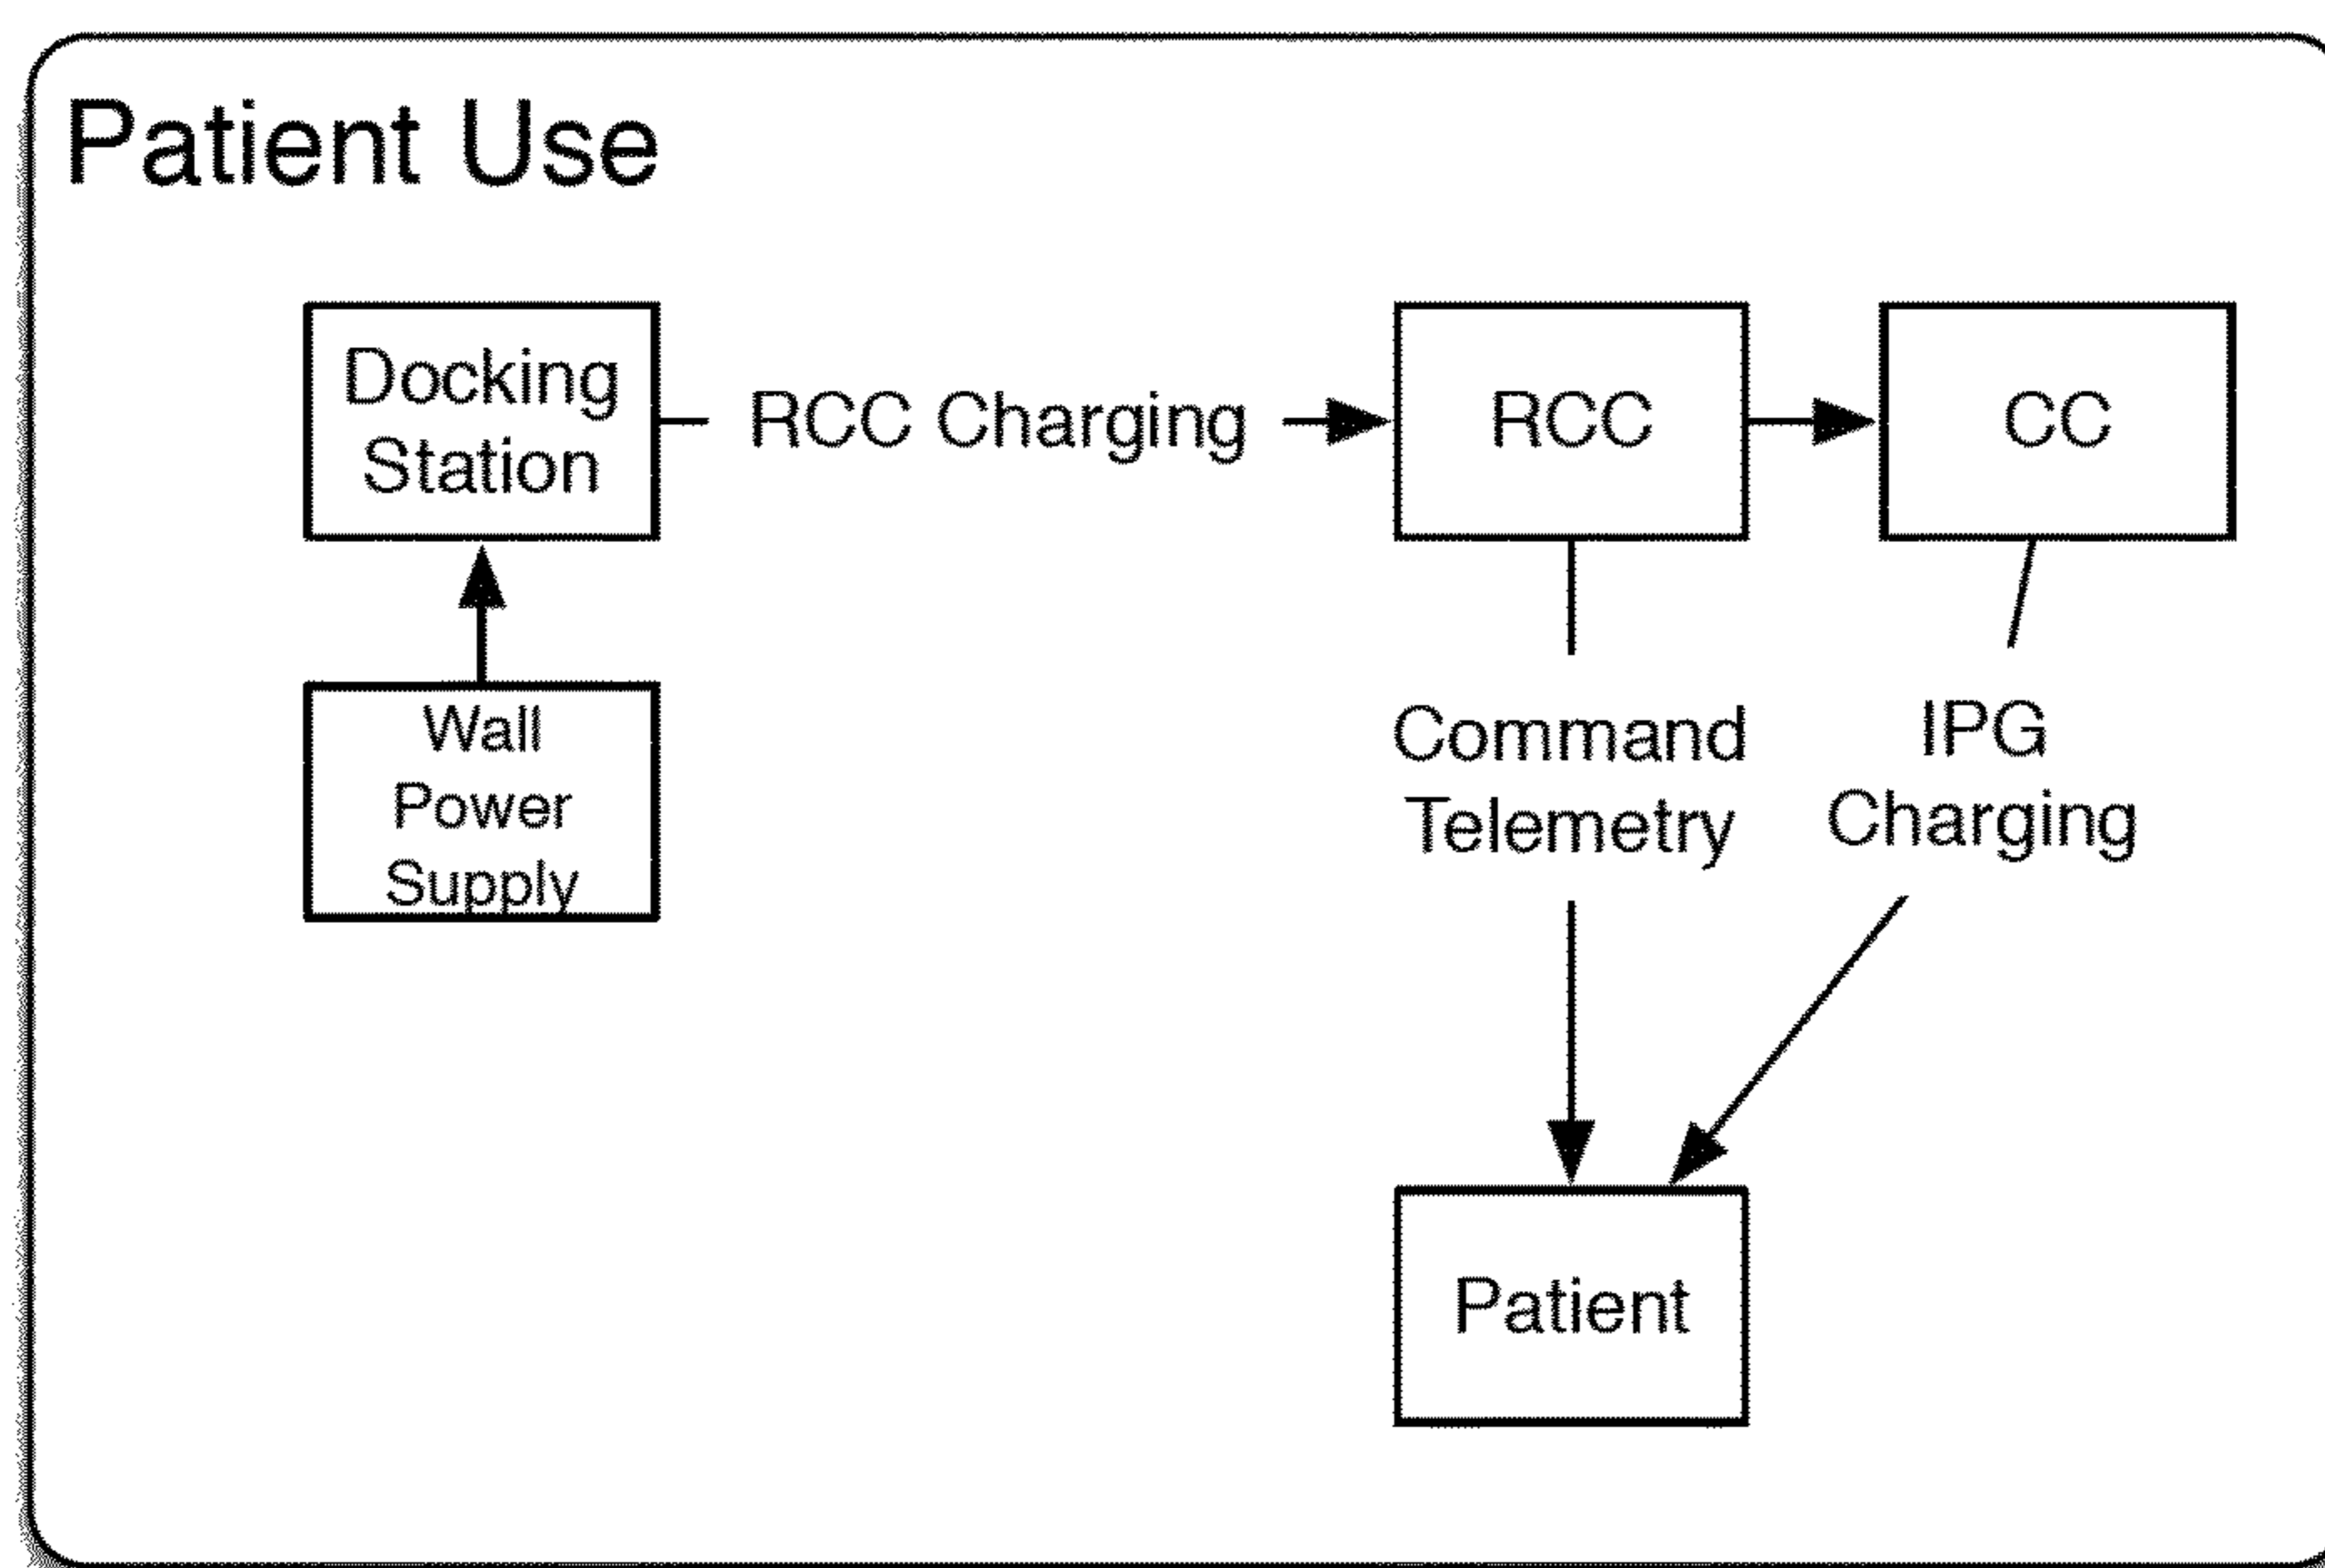 Patient Use
Docking
Station
RCC Charging
RCC
CC
Wall
Power
Supply
Command
Telemetry
IPG
Charging
Patient